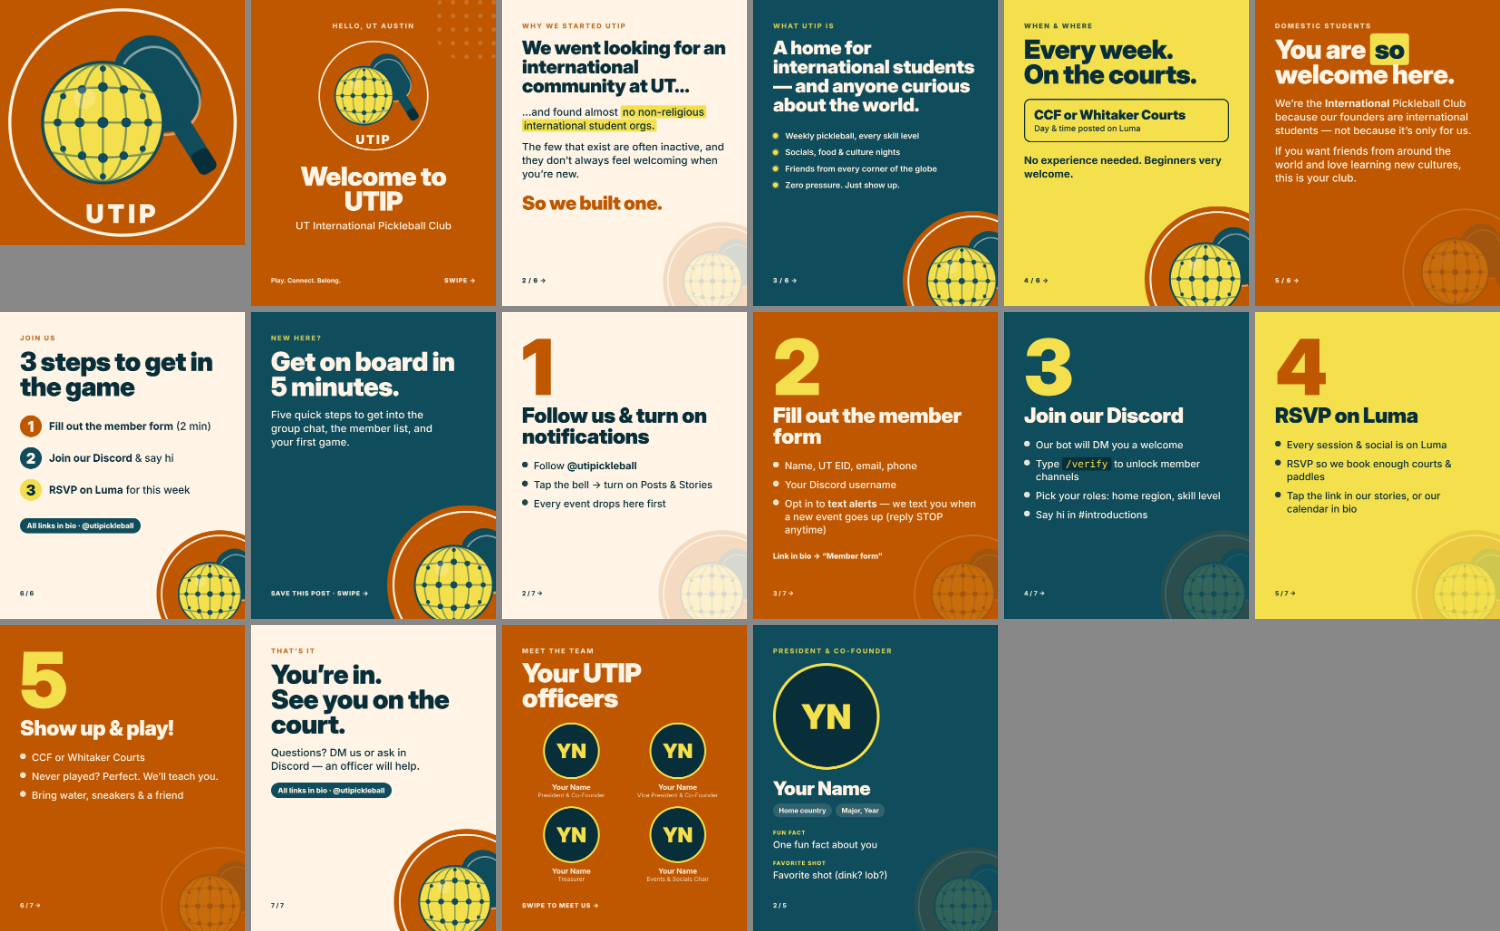 UTIP
HELLO, UT AUSTIN
UTIP
Welcome to
UTIP
UT International Pickleball Club
Play. Connect. Belong.
SWIPE →
WHY WE STARTED UTIP
We went looking for an
international
community at UT...
...and found almost no non-religious
international student orgs.
The few that exist are often inactive, and
they don't always feel welcoming when
you're new.
So we built one.
2 / 6 →
WHAT UTIP IS
A home for
international students
— and anyone curious
about the world.
Weekly pickleball, every skill level
Socials, food & culture nights
Friends from every corner of the globe
Zero pressure. Just show up.
3 / 6 →
WHEN & WHERE
Every week.
On the courts.
CCF or Whitaker Courts
Day & time posted on Luma
No experience needed. Beginners very
welcome.
4 / 6 →
DOMESTIC STUDENTS
You are so
welcome here.
We're the International Pickleball Club
because our founders are international
students — not because it's only for us.
If you want friends from around the
world and love learning new cultures,
this is your club.
5 / 6 →
JOIN US
3 steps to get in
the game
1 Fill out the member form (2 min)
2 Join our Discord & say hi
3 RSVP on Luma for this week
All links in bio · @utipickleball
6 / 6
NEW HERE?
Get on board in
5 minutes.
Five quick steps to get into the
group chat, the member list, and
your first game.
SAVE THIS POST · SWIPE →
1
Follow us & turn on
notifications
Follow @utipickleball
Tap the bell → turn on Posts & Stories
Every event drops here first
2 / 7 →
2
Fill out the member
form
Name, UT EID, email, phone
Your Discord username
Opt in to text alerts — we text you when
a new event goes up (reply STOP
anytime)
Link in bio → "Member form"
3 / 7 →
3
Join our Discord
Our bot will DM you a welcome
Type /verify to unlock member
channels
Pick your roles: home region, skill level
Say hi in #introductions
4 / 7 →
4
RSVP on Luma
Every session & social is on Luma
RSVP so we book enough courts &
paddles
Tap the link in our stories, or our
calendar in bio
5 / 7 →
5
Show up & play!
CCF or Whitaker Courts
Never played? Perfect. We'll teach you.
Bring water, sneakers & a friend
6 / 7 →
THAT'S IT
You're in.
See you on the
court.
Questions? DM us or ask in
Discord — an officer will help.
All links in bio · @utipickleball
7 / 7
MEET THE TEAM
Your UTIP
officers
YN
Your Name
President & Co-Founder
YN
Your Name
Vice President & Co-Founder
YN
Your Name
Treasurer
YN
Your Name
Events & Socials Chair
SWIPE TO MEET US →
PRESIDENT & CO-FOUNDER
YN
Your Name
Home country
Major, Year
FUN FACT
One fun fact about you
FAVORITE SHOT
Favorite shot (dink? lob?)
2 / 5